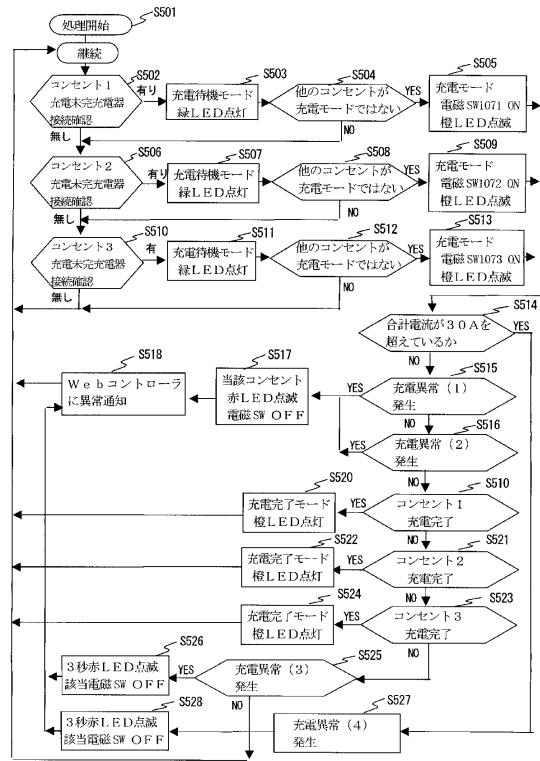 S501
処理開始
継続
S502
コンセント１
充電未完充電器
接続確認
有り
無し
S503
充電待機モード
緑ＬＥＤ点灯
S504
他のコンセントが
充電モードではない
YES
NO
S505
充電モード
電磁SW1071 ON
橙ＬＥＤ点滅
S506
コンセント２
充電未完充電器
接続確認
有り
無し
S507
充電待機モード
緑ＬＥＤ点灯
S508
他のコンセントが
充電モードではない
YES
NO
S509
充電モード
電磁SW1072 ON
橙ＬＥＤ点滅
S510
コンセント３
充電未完充電器
接続確認
有
無し
S511
充電待機モード
緑ＬＥＤ点灯
S512
他のコンセントが
充電モードではない
YES
NO
S513
充電モード
電磁SW1073 ON
橙ＬＥＤ点滅
S514
合計電流が３０Ａを
超えているか
YES
NO
S515
充電異常（１）
発生
YES
NO
S516
充電異常（２）
発生
YES
NO
S517
当該コンセント
赤ＬＥＤ点滅
電磁SW OFF
S518
Ｗｅｂコントローラ
に異常通知
S510
コンセント１
充電完了
YES
NO
S520
充電完了モード
橙ＬＥＤ点灯
S521
コンセント２
充電完了
YES
NO
S522
充電完了モード
橙ＬＥＤ点灯
S523
コンセント３
充電完了
YES
NO
S524
充電完了モード
橙ＬＥＤ点灯
S525
充電異常（３）
発生
YES
NO
S526
３秒赤ＬＥＤ点滅
該当電磁SW OFF
S527
充電異常（４）
発生
S528
３秒赤ＬＥＤ点滅
該当電磁SW OFF